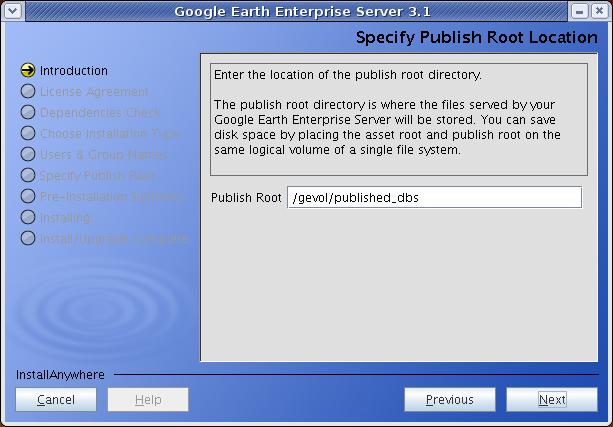 Google Earth Enterprise Server 3.1
Specify Publish Root Location
Introduction
License Agreement
Dependencies Check
Choose Installation Type
Users & Group Names
Specify Publish Root
Pre-Installation Summary
Installing...
Install/Upgrade Complete
Enter the location of the publish root directory.
The publish root directory is where the files served by your
Google Earth Enterprise Server will be stored. You can save
disk space by placing the asset root and publish root on the
same logical volume of a single file system.
Publish Root /gevol/published_dbs
InstallAnywhere
Cancel Help Previous Next